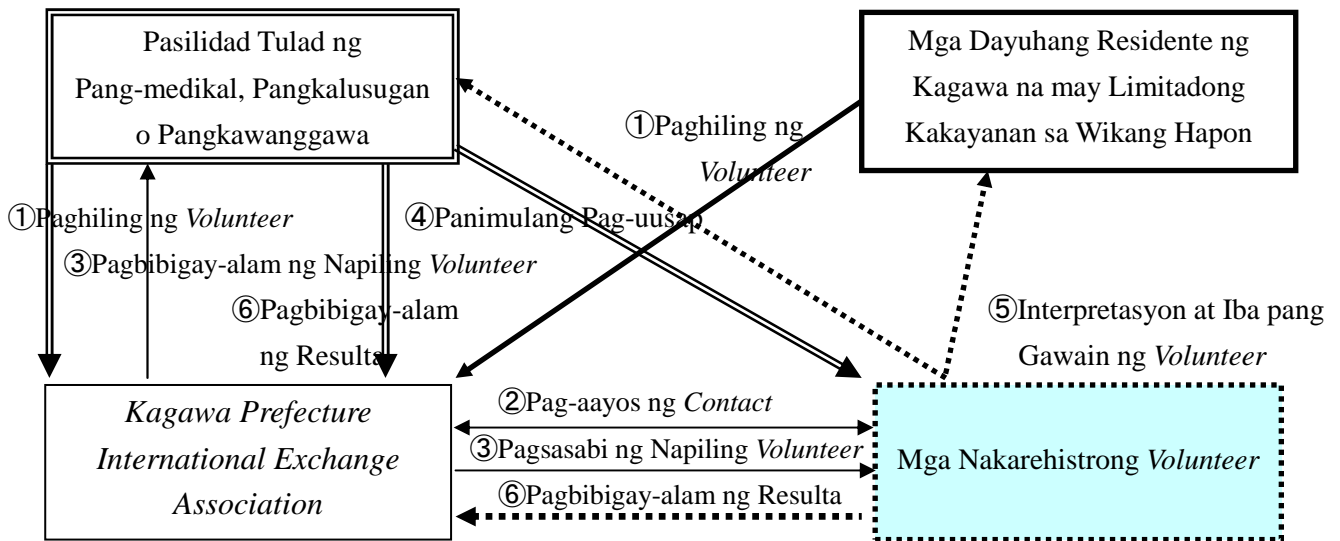 Pasilidad Tulad ng
Pang-medikal, Pangkalusugan
o Pangkawanggawa
Mga Dayuhang Residente ng
Kagawa na may Limitadong
Kakayanan sa Wikang Hapon
①Paghiling ng
Volunteer
①Paghiling ng Volunteer
④Panimulang Pag-uusap
③Pagbibigay-alam ng Napiling Volunteer
⑥Pagbibigay-alam
ng Resulta
⑤Interpretasyon at Iba pang
Gawain ng Volunteer
Kagawa Prefecture
International Exchange
Association
②Pag-aayos ng Contact
③Pagsasabi ng Napiling Volunteer
⑥Pagbibigay-alam ng Resulta
Mga Nakarehistrong Volunteer